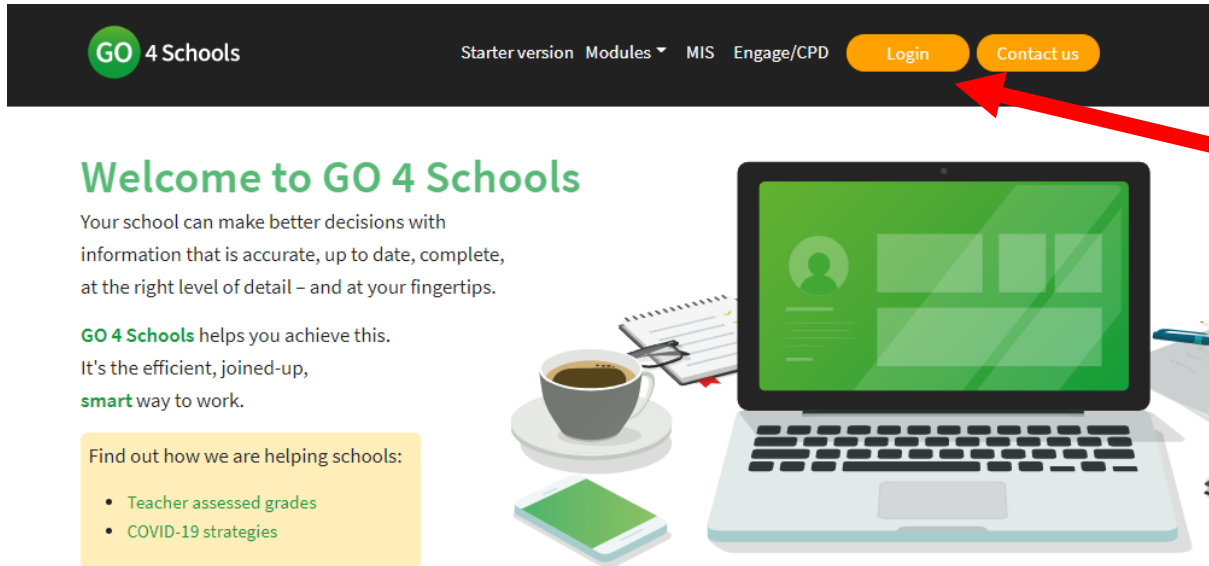 GO 4 Schools
Starter version Modules MIS Engage/CPD Login Contact us
Welcome to GO 4 Schools
Your school can make better decisions with
information that is accurate, up to date, complete,
at the right level of detail – and at your fingertips.
GO 4 Schools helps you achieve this.
It's the efficient, joined-up,
smart way to work.
Find out how we are helping schools:
• Teacher assessed grades
• COVID-19 strategies